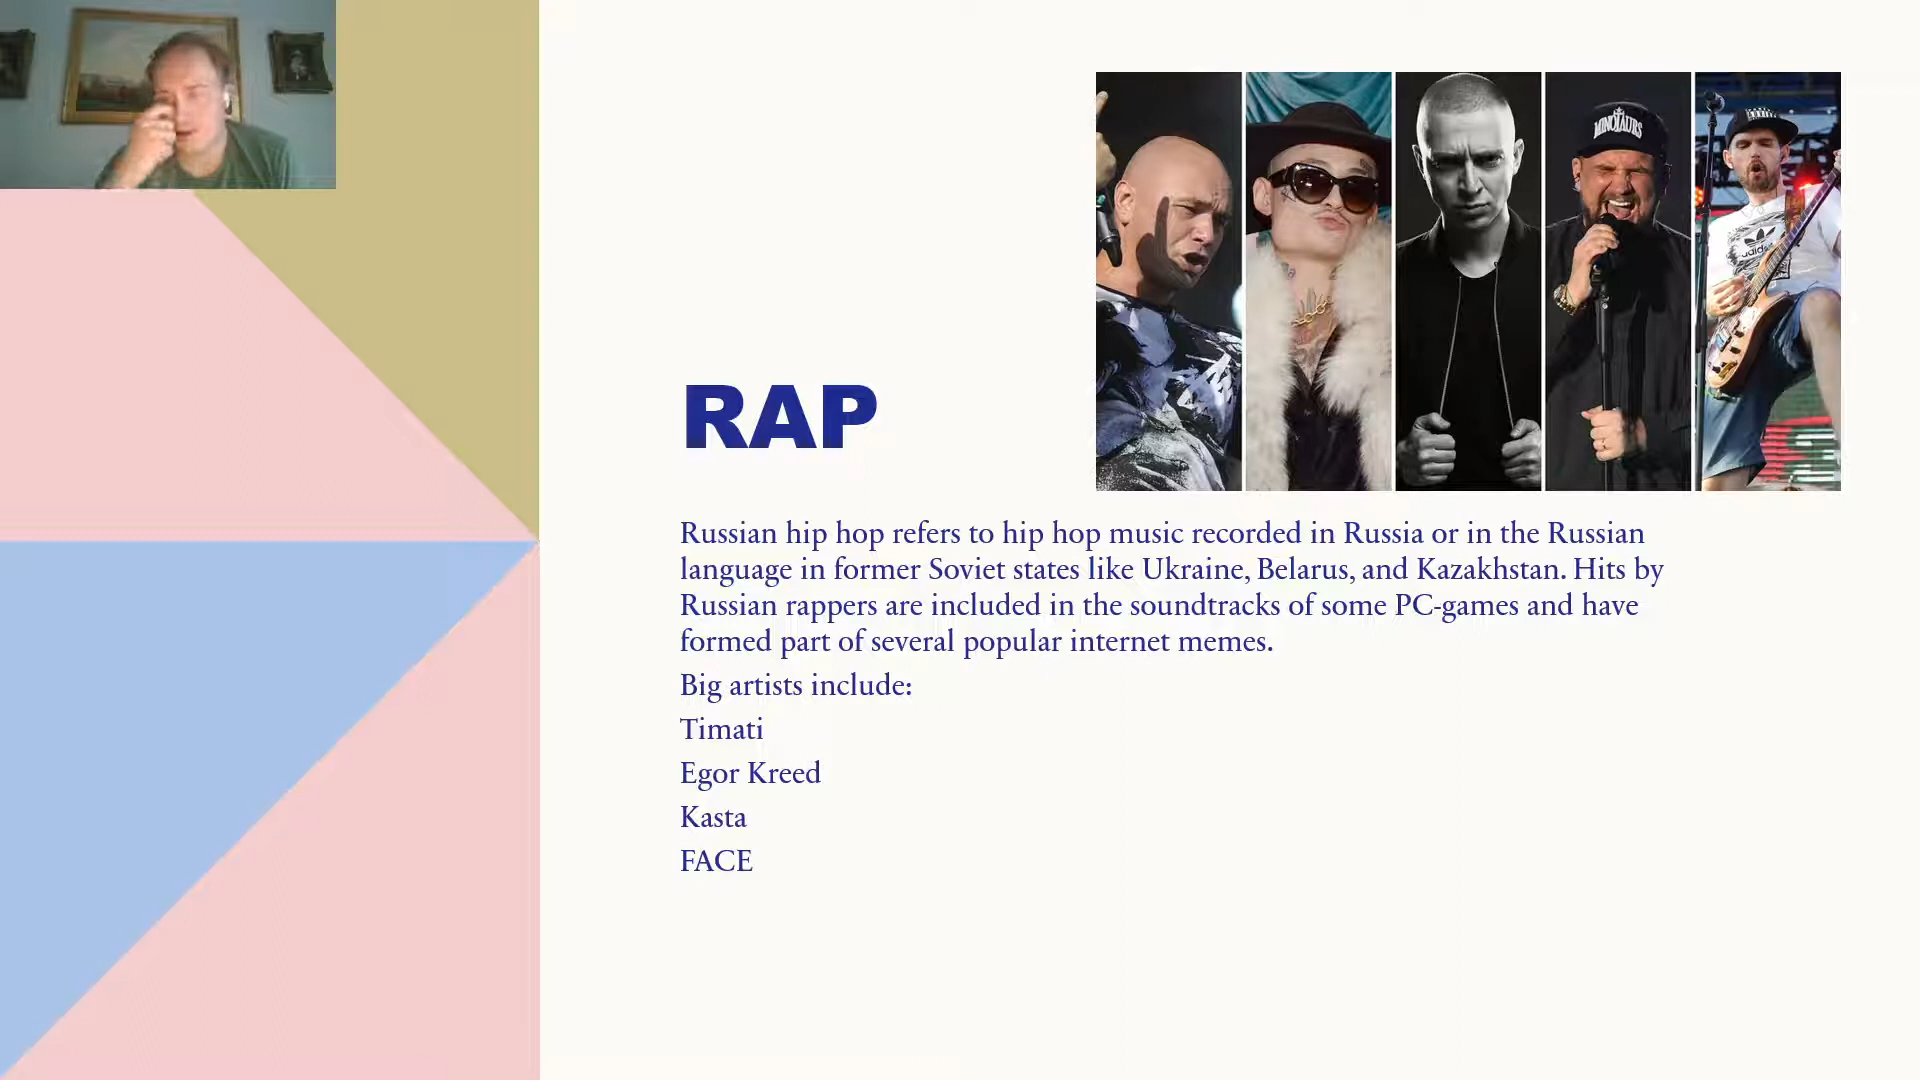 MINOTAURS
adidas
RAP
Russian hip hop refers to hip hop music recorded in Russia or in the Russian
language in former Soviet states like Ukraine, Belarus, and Kazakhstan. Hits by
Russian rappers are included in the soundtracks of some PC-games and have
formed part of several popular internet memes.
Big artists include:
Timati
Egor Kreed
Kasta
FACE